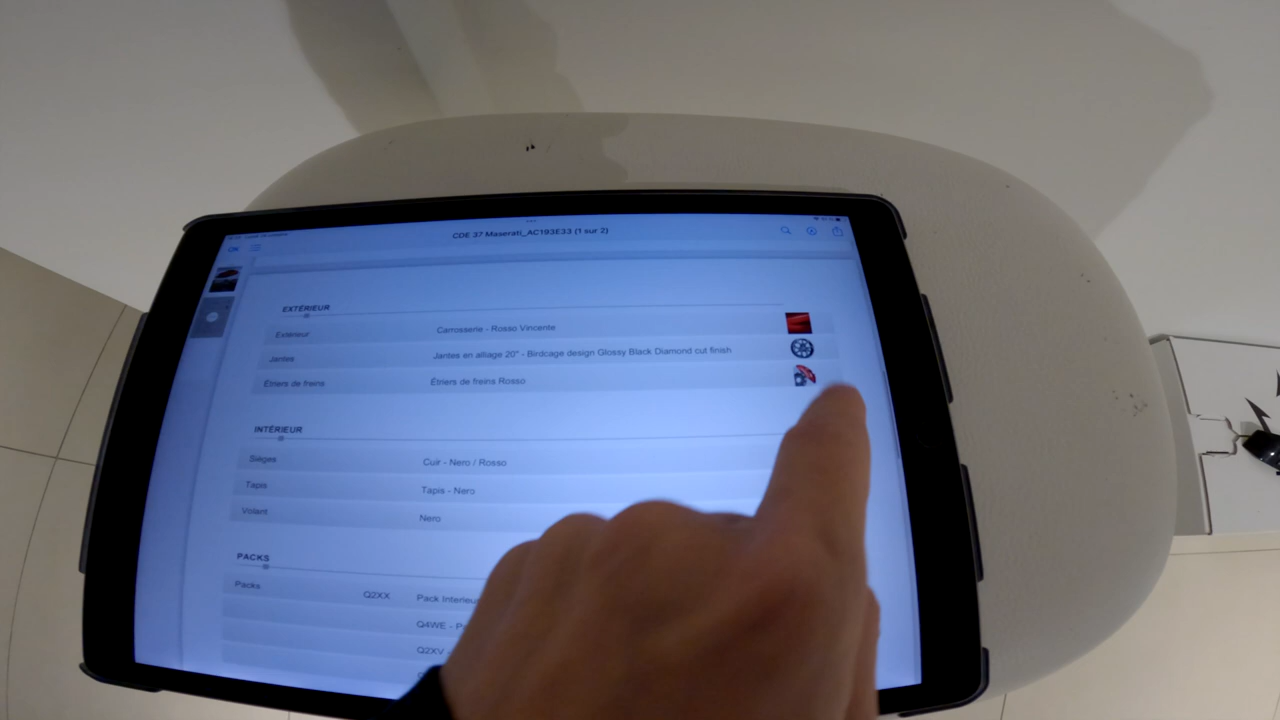 OK
CDE 37 Maserati_AC193E33 (1 sur 2)
EXTÉRIEUR
Extérieur Carrosserie - Rosso Vincente
Jantes Jantes en alliage 20" - Birdcage design Glossy Black Diamond cut finish
Étriers de freins Étriers de freins Rosso
INTÉRIEUR
Sièges Cuir - Nero / Rosso
Tapis Tapis - Nero
Volant Nero
PACKS
Packs Q2XX Pack Interieu
Q4WE - P
Q2XV -